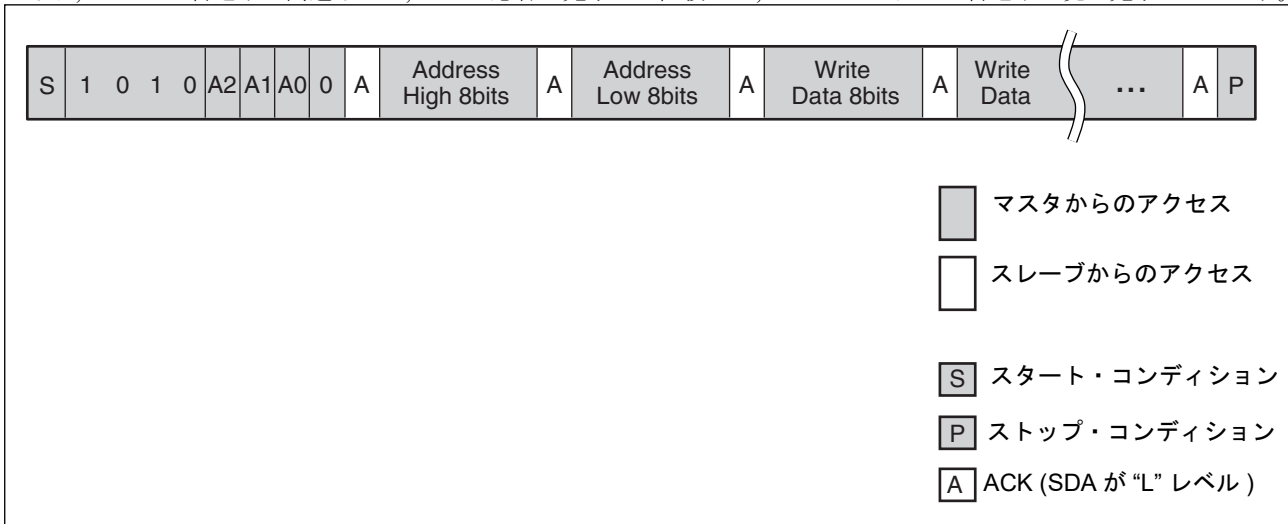 S 1 0 1 0 A2 A1 A0 0 A Address High 8bits A Address Low 8bits A Write Data 8bits A Write Data ... A P
マスタからのアクセス
スレーブからのアクセス
S スタート・コンディション
P ストップ・コンディション
A ACK (SDA が “L” レベル )